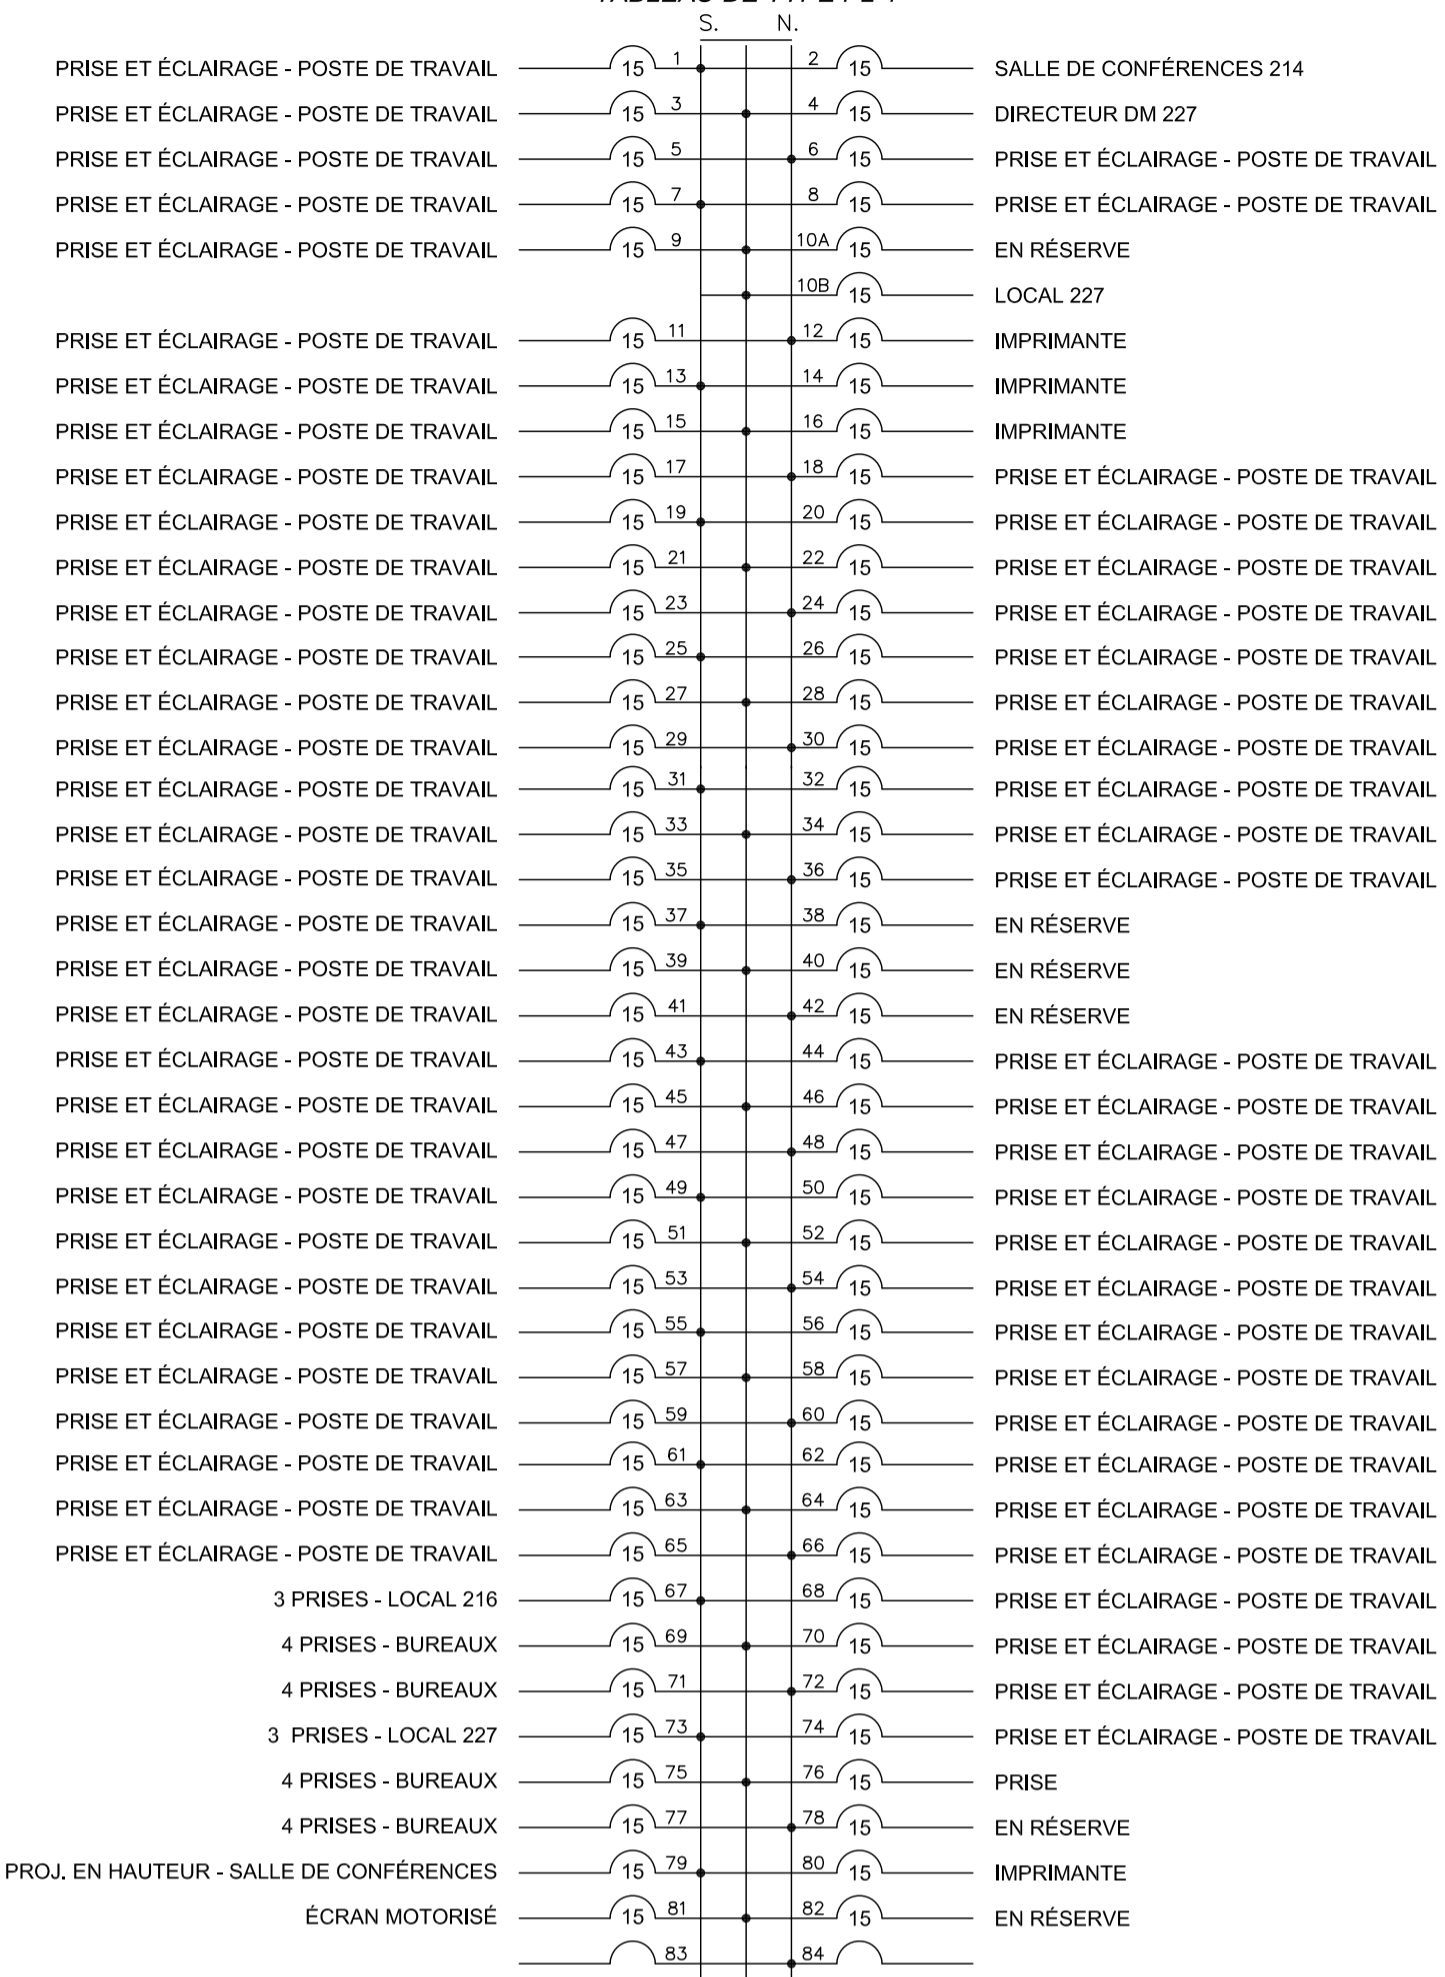 S. N.
PRISE ET ÉCLAIRAGE - POSTE DE TRAVAIL 15 1 2 15 SALLE DE CONFÉRENCES 214
PRISE ET ÉCLAIRAGE - POSTE DE TRAVAIL 15 3 4 15 DIRECTEUR DM 227
PRISE ET ÉCLAIRAGE - POSTE DE TRAVAIL 15 5 6 15 PRISE ET ÉCLAIRAGE - POSTE DE TRAVAIL
PRISE ET ÉCLAIRAGE - POSTE DE TRAVAIL 15 7 8 15 PRISE ET ÉCLAIRAGE - POSTE DE TRAVAIL
PRISE ET ÉCLAIRAGE - POSTE DE TRAVAIL 15 9 10A 15 EN RÉSERVE
10B 15 LOCAL 227
PRISE ET ÉCLAIRAGE - POSTE DE TRAVAIL 15 11 12 15 IMPRIMANTE
PRISE ET ÉCLAIRAGE - POSTE DE TRAVAIL 15 13 14 15 IMPRIMANTE
PRISE ET ÉCLAIRAGE - POSTE DE TRAVAIL 15 15 16 15 IMPRIMANTE
PRISE ET ÉCLAIRAGE - POSTE DE TRAVAIL 15 17 18 15 PRISE ET ÉCLAIRAGE - POSTE DE TRAVAIL
PRISE ET ÉCLAIRAGE - POSTE DE TRAVAIL 15 19 20 15 PRISE ET ÉCLAIRAGE - POSTE DE TRAVAIL
PRISE ET ÉCLAIRAGE - POSTE DE TRAVAIL 15 21 22 15 PRISE ET ÉCLAIRAGE - POSTE DE TRAVAIL
PRISE ET ÉCLAIRAGE - POSTE DE TRAVAIL 15 23 24 15 PRISE ET ÉCLAIRAGE - POSTE DE TRAVAIL
PRISE ET ÉCLAIRAGE - POSTE DE TRAVAIL 15 25 26 15 PRISE ET ÉCLAIRAGE - POSTE DE TRAVAIL
PRISE ET ÉCLAIRAGE - POSTE DE TRAVAIL 15 27 28 15 PRISE ET ÉCLAIRAGE - POSTE DE TRAVAIL
PRISE ET ÉCLAIRAGE - POSTE DE TRAVAIL 15 29 30 15 PRISE ET ÉCLAIRAGE - POSTE DE TRAVAIL
PRISE ET ÉCLAIRAGE - POSTE DE TRAVAIL 15 31 32 15 PRISE ET ÉCLAIRAGE - POSTE DE TRAVAIL
PRISE ET ÉCLAIRAGE - POSTE DE TRAVAIL 15 33 34 15 PRISE ET ÉCLAIRAGE - POSTE DE TRAVAIL
PRISE ET ÉCLAIRAGE - POSTE DE TRAVAIL 15 35 36 15 PRISE ET ÉCLAIRAGE - POSTE DE TRAVAIL
PRISE ET ÉCLAIRAGE - POSTE DE TRAVAIL 15 37 38 15 EN RÉSERVE
PRISE ET ÉCLAIRAGE - POSTE DE TRAVAIL 15 39 40 15 EN RÉSERVE
PRISE ET ÉCLAIRAGE - POSTE DE TRAVAIL 15 41 42 15 EN RÉSERVE
PRISE ET ÉCLAIRAGE - POSTE DE TRAVAIL 15 43 44 15 PRISE ET ÉCLAIRAGE - POSTE DE TRAVAIL
PRISE ET ÉCLAIRAGE - POSTE DE TRAVAIL 15 45 46 15 PRISE ET ÉCLAIRAGE - POSTE DE TRAVAIL
PRISE ET ÉCLAIRAGE - POSTE DE TRAVAIL 15 47 48 15 PRISE ET ÉCLAIRAGE - POSTE DE TRAVAIL
PRISE ET ÉCLAIRAGE - POSTE DE TRAVAIL 15 49 50 15 PRISE ET ÉCLAIRAGE - POSTE DE TRAVAIL
PRISE ET ÉCLAIRAGE - POSTE DE TRAVAIL 15 51 52 15 PRISE ET ÉCLAIRAGE - POSTE DE TRAVAIL
PRISE ET ÉCLAIRAGE - POSTE DE TRAVAIL 15 53 54 15 PRISE ET ÉCLAIRAGE - POSTE DE TRAVAIL
PRISE ET ÉCLAIRAGE - POSTE DE TRAVAIL 15 55 56 15 PRISE ET ÉCLAIRAGE - POSTE DE TRAVAIL
PRISE ET ÉCLAIRAGE - POSTE DE TRAVAIL 15 57 58 15 PRISE ET ÉCLAIRAGE - POSTE DE TRAVAIL
PRISE ET ÉCLAIRAGE - POSTE DE TRAVAIL 15 59 60 15 PRISE ET ÉCLAIRAGE - POSTE DE TRAVAIL
PRISE ET ÉCLAIRAGE - POSTE DE TRAVAIL 15 61 62 15 PRISE ET ÉCLAIRAGE - POSTE DE TRAVAIL
PRISE ET ÉCLAIRAGE - POSTE DE TRAVAIL 15 63 64 15 PRISE ET ÉCLAIRAGE - POSTE DE TRAVAIL
PRISE ET ÉCLAIRAGE - POSTE DE TRAVAIL 15 65 66 15 PRISE ET ÉCLAIRAGE - POSTE DE TRAVAIL
3 PRISES - LOCAL 216 15 67 68 15 PRISE ET ÉCLAIRAGE - POSTE DE TRAVAIL
4 PRISES - BUREAUX 15 69 70 15 PRISE ET ÉCLAIRAGE - POSTE DE TRAVAIL
4 PRISES - BUREAUX 15 71 72 15 PRISE ET ÉCLAIRAGE - POSTE DE TRAVAIL
3 PRISES - LOCAL 227 15 73 74 15 PRISE ET ÉCLAIRAGE - POSTE DE TRAVAIL
4 PRISES - BUREAUX 15 75 76 15 PRISE
4 PRISES - BUREAUX 15 77 78 15 EN RÉSERVE
PROJ. EN HAUTEUR - SALLE DE CONFÉRENCES 15 79 80 15 IMPRIMANTE
ÉCRAN MOTORISÉ 15 81 82 15 EN RÉSERVE
83 84